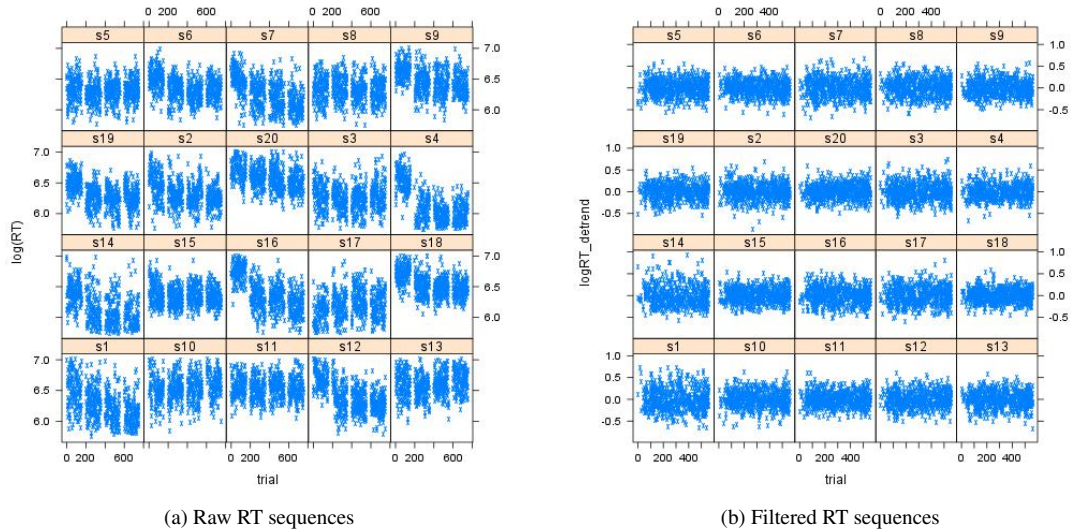 0 200 600
0 200 600
s5 s6 s7 s8 s9
7.0
6.5
6.0
s19 s2 s20 s3 s4
7.0
6.5
6.0
s14 s15 s16 s17 s18
7.0
6.5
6.0
s1 s10 s11 s12 s13
7.0
6.5
6.0
0 200 600
0 200 600
0 200 600
log(RT)
trial
(a) Raw RT sequences
0 200 400
0 200 400
s5 s6 s7 s8 s9
1.0
0.5
0.0
-0.5
s19 s2 s20 s3 s4
1.0
0.5
0.0
-0.5
s14 s15 s16 s17 s18
1.0
0.5
0.0
-0.5
s1 s10 s11 s12 s13
1.0
0.5
0.0
-0.5
0 200 400
0 200 400
0 200 400
logRT_detrend
trial
(b) Filtered RT sequences